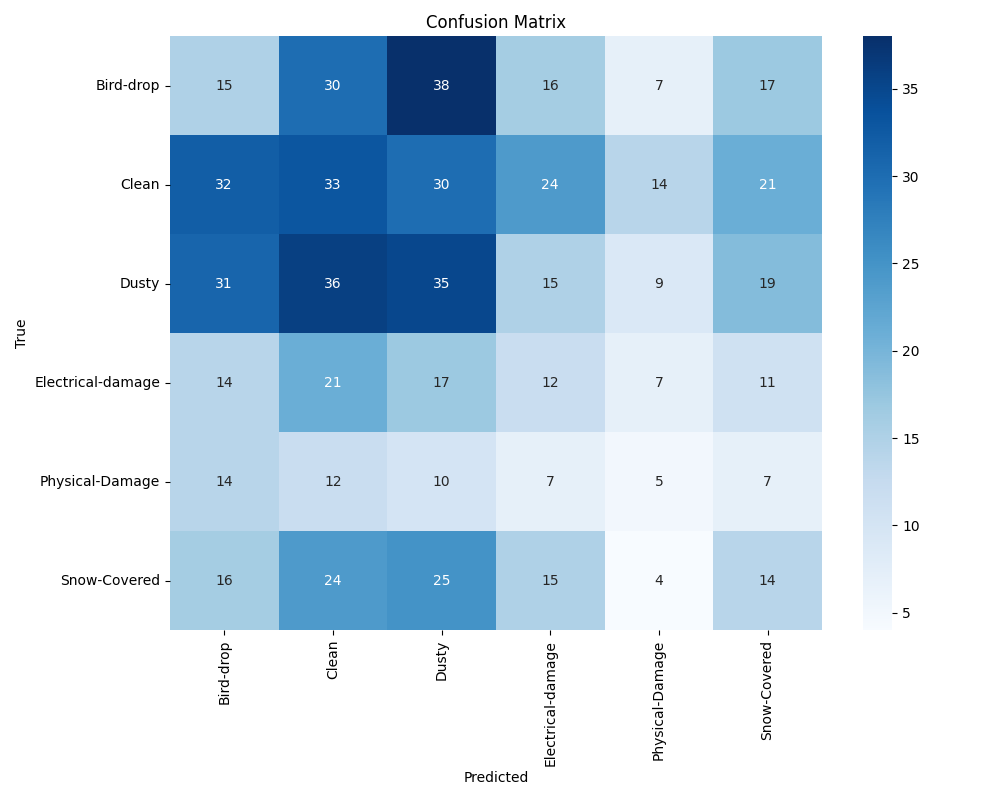 Confusion Matrix
True
Bird-drop 15 30 38 16 7 17
Clean 32 33 30 24 14 21
Dusty 31 36 35 15 9 19
Electrical-damage 14 21 17 12 7 11
Physical-Damage 14 12 10 7 5 7
Snow-Covered 16 24 25 15 4 14
Bird-drop Clean Dusty Electrical-damage Physical-Damage Snow-Covered
Predicted
35
30
25
20
15
10
5